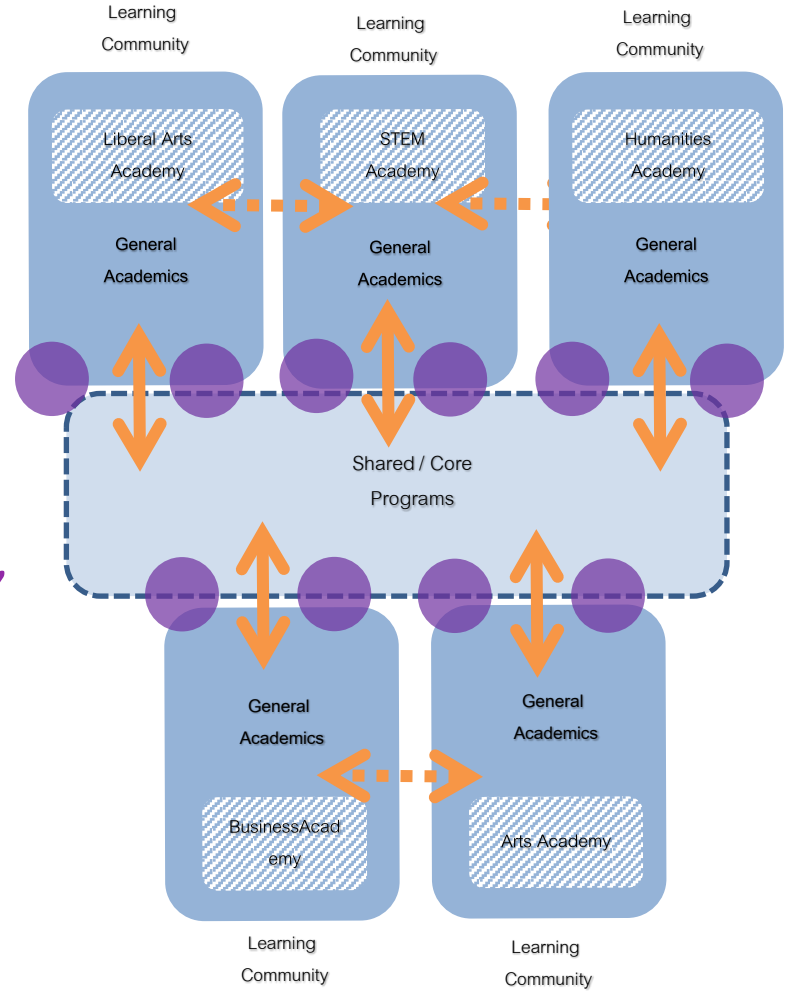 Learning
Community
Learning
Community
Learning
Community
Liberal Arts
Academy
STEM
Academy
Humanities
Academy
General
Academics
General
Academics
General
Academics
Shared / Core
Programs
General
Academics
General
Academics
BusinessAcad
emy
Arts Academy
Learning
Community
Learning
Community